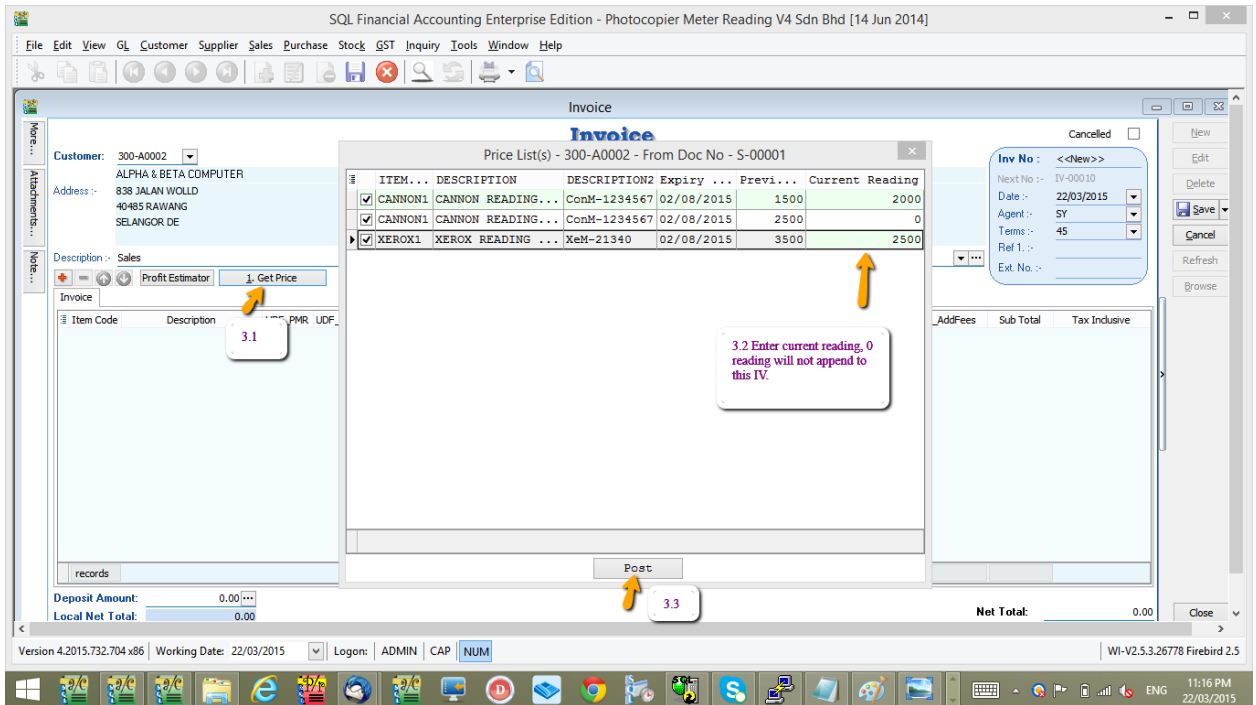 SQL Financial Accounting Enterprise Edition - Photocopier Meter Reading V4 Sdn Bhd [14 Jun 2014]
File Edit View GL Customer Supplier Sales Purchase Stock GST Inquiry Tools Window Help
Invoice
More...
Attachments...
Note...
Invoice
Cancelled
Customer: 300-A0002
ALPHA & BETA COMPUTER
Address :- 838 JALAN WOLLD
40485 RAWANG
SELANGOR DE
Description :- Sales
Profit Estimator 1. Get Price
Invoice
Item Code Description UDF_PMR UDF_
_AddFees Sub Total Tax Inclusive
3.1
Inv No : <<New>>
Next No :- IV-00010
Date :- 22/03/2015
Agent :- SY
Terms :- 45
Ref 1. :-
Ext. No. :-
New
Edit
Delete
Save
Cancel
Refresh
Browse
Price List(s) - 300-A0002 - From Doc No - S-00001
ITEM... DESCRIPTION DESCRIPTION2 Expiry ... Previ... Current Reading
CANNON1 CANNON READING... ConM-1234567 02/08/2015 1500 2000
CANNON1 CANNON READING... ConM-1234567 02/08/2015 2500 0
XEROX1 XEROX READING ... XeM-21340 02/08/2015 3500 2500
3.2 Enter current reading, 0
reading will not append to
this IV.
Post
3.3
records
Deposit Amount: 0.00
Local Net Total: 0.00
Net Total: 0.00
Close
Version 4.2015.732.704 x86 Working Date: 22/03/2015 Logon: ADMIN CAP NUM
WI-V2.5.3.26778 Firebird 2.5
ENG
11:16 PM
22/03/2015